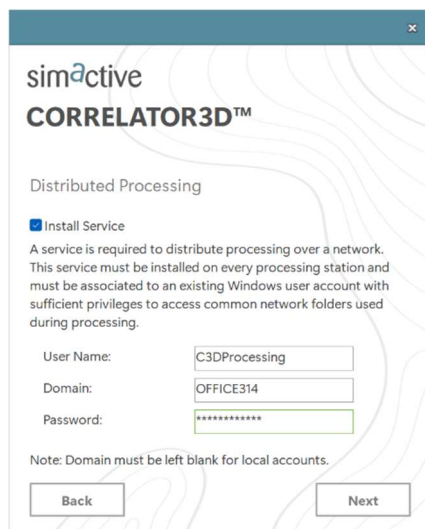 simactive
CORRELATOR3D™
Distributed Processing
Install Service
A service is required to distribute processing over a network.
This service must be installed on every processing station and
must be associated to an existing Windows user account with
sufficient privileges to access common network folders used
during processing.
User Name: C3DProcessing
Domain: OFFICE314
Password: ************
Note: Domain must be left blank for local accounts.
Back Next